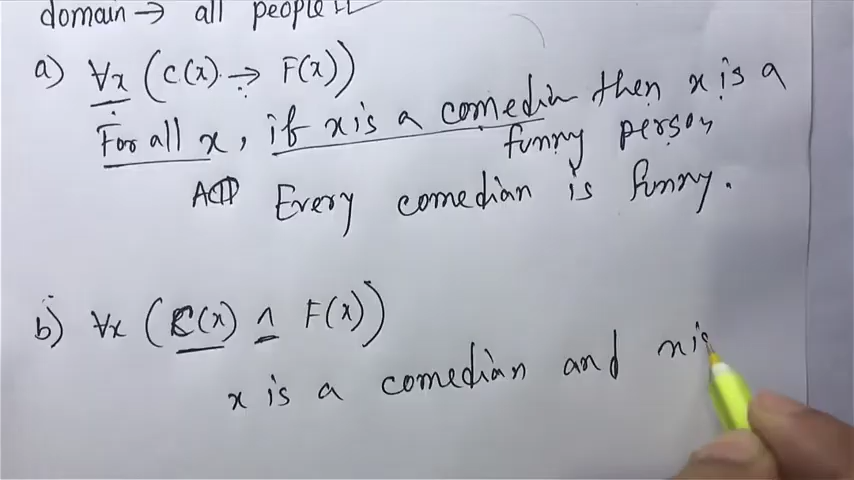 domain → all people
a) ∀x (C(x) → F(x))
For all x, if x is a comedian then x is a
funny person
Every comedian is funny.
b) ∀x (C(x) ∧ F(x))
x is a comedian and x is